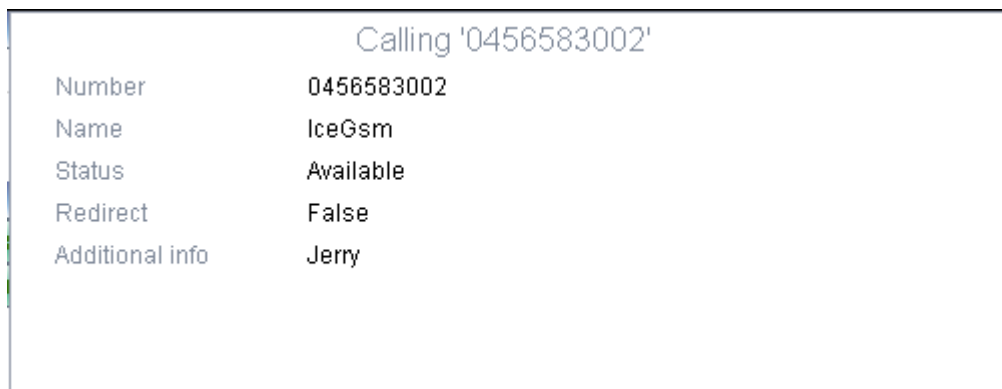 Calling '0456583002'
Number 0456583002
Name IceGsm
Status Available
Redirect False
Additional info Jerry